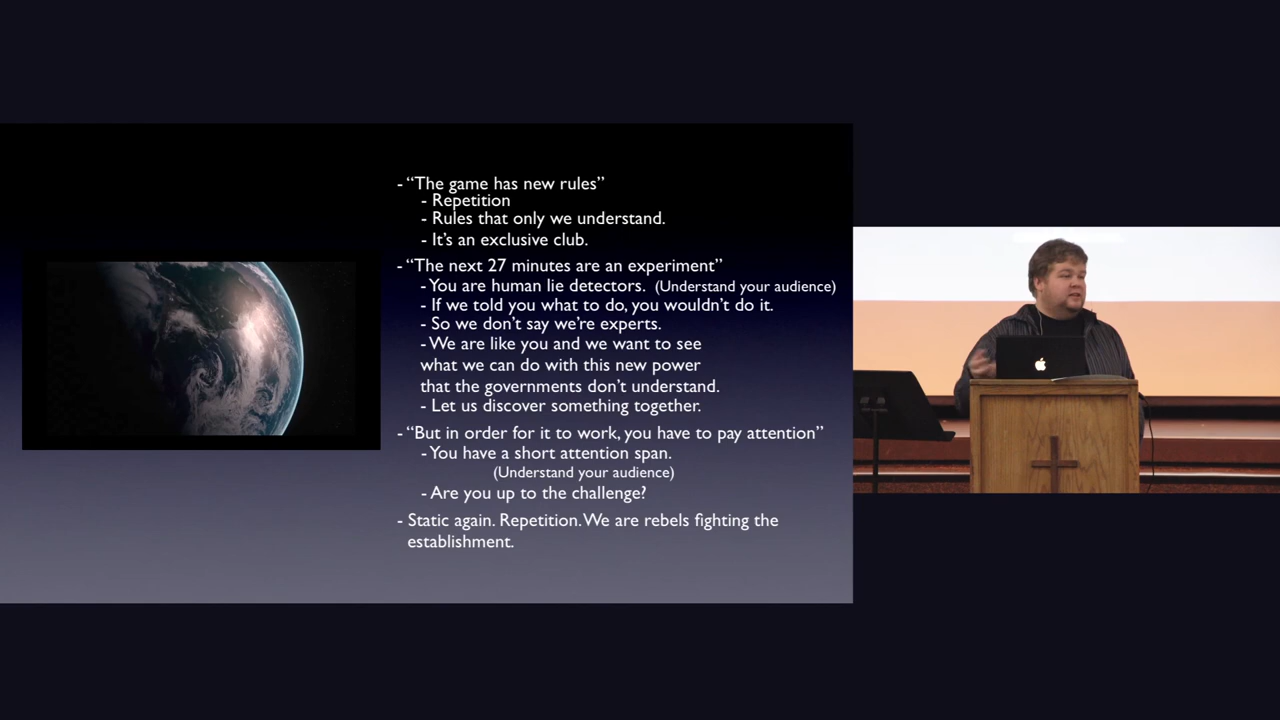 - “The game has new rules”
- Repetition
- Rules that only we understand.
- It’s an exclusive club.
- “The next 27 minutes are an experiment”
- You are human lie detectors. (Understand your audience)
- If we told you what to do, you wouldn’t do it.
- So we don’t say we’re experts.
- We are like you and we want to see
what we can do with this new power
that the governments don’t understand.
- Let us discover something together.
- “But in order for it to work, you have to pay attention”
- You have a short attention span.
(Understand your audience)
- Are you up to the challenge?
- Static again. Repetition. We are rebels fighting the
establishment.